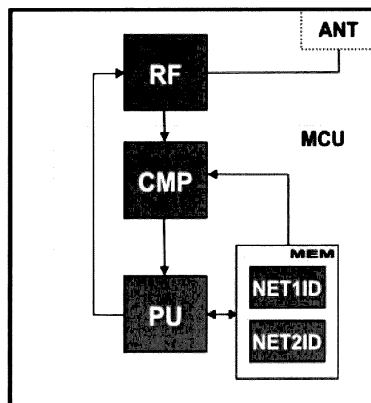 ANT
RF
MCU
CMP
MEM
NET1ID
PU
NET2ID